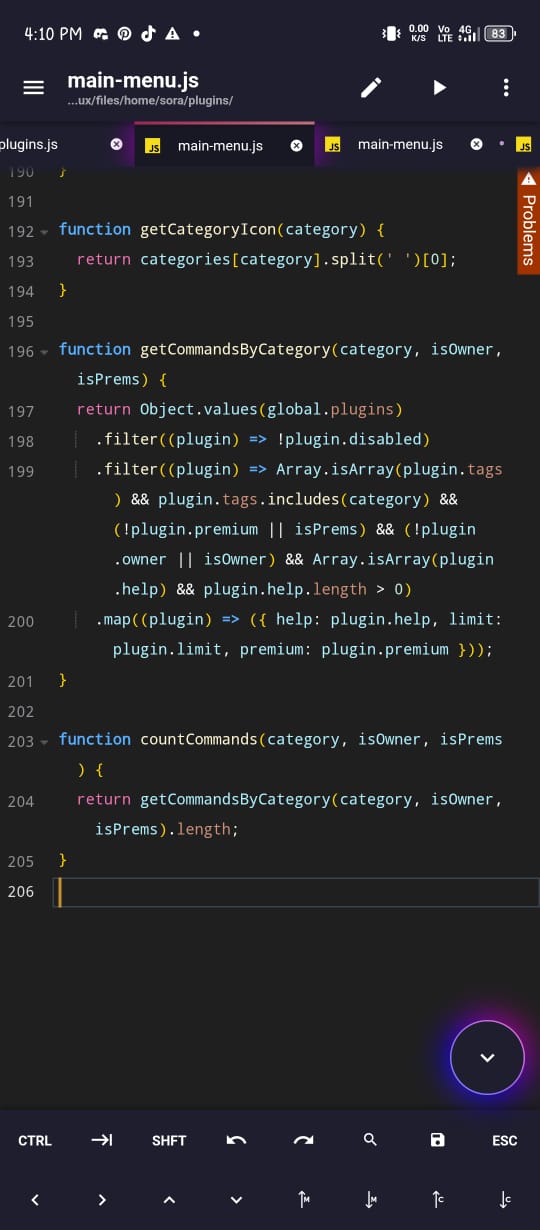 4:10 PM
0.00 K/S Vo LTE 4G 83
main-menu.js
...ux/files/home/sora/plugins/
plugins.js
JS main-menu.js
JS main-menu.js
JS
Problems
190 }
191
192 function getCategoryIcon(category) {
193 return categories[category].split(' ')[0];
194 }
195
196 function getCommandsByCategory(category, isOwner,
isPrems) {
197 return Object.values(global.plugins)
198 .filter((plugin) => !plugin.disabled)
199 .filter((plugin) => Array.isArray(plugin.tags
) && plugin.tags.includes(category) &&
(!plugin.premium || isPrems) && (!plugin
.owner || isOwner) && Array.isArray(plugin
.help) && plugin.help.length > 0)
200 .map((plugin) => ({ help: plugin.help, limit:
plugin.limit, premium: plugin.premium }));
201 }
202
203 function countCommands(category, isOwner, isPrems
) {
204 return getCommandsByCategory(category, isOwner,
isPrems).length;
205 }
206
CTRL SHFT ESC
M M C C